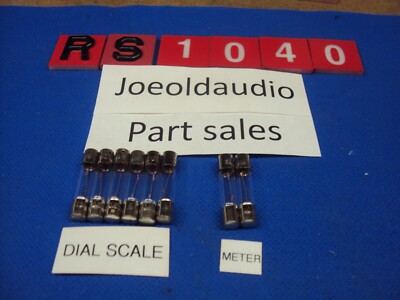 RS 1040
Joeoldaudio
Part sales
DIAL SCALE
METER